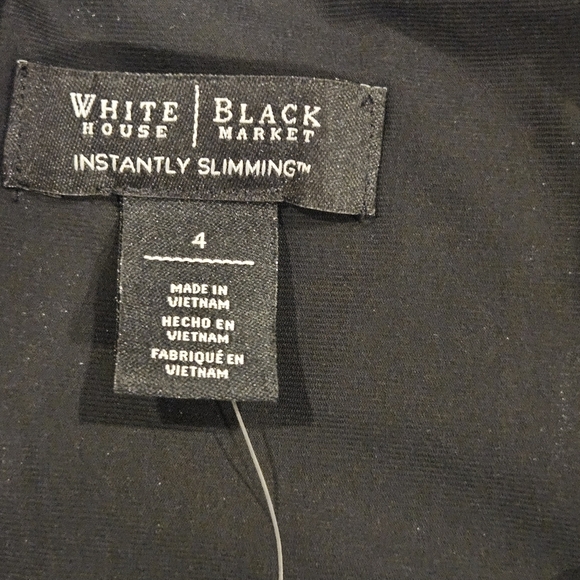 WHITE | BLACK
HOUSE | MARKET
INSTANTLY SLIMMING™
4
MADE IN
VIETNAM
HECHO EN
VIETNAM
FABRIQUÉ EN
VIETNAM